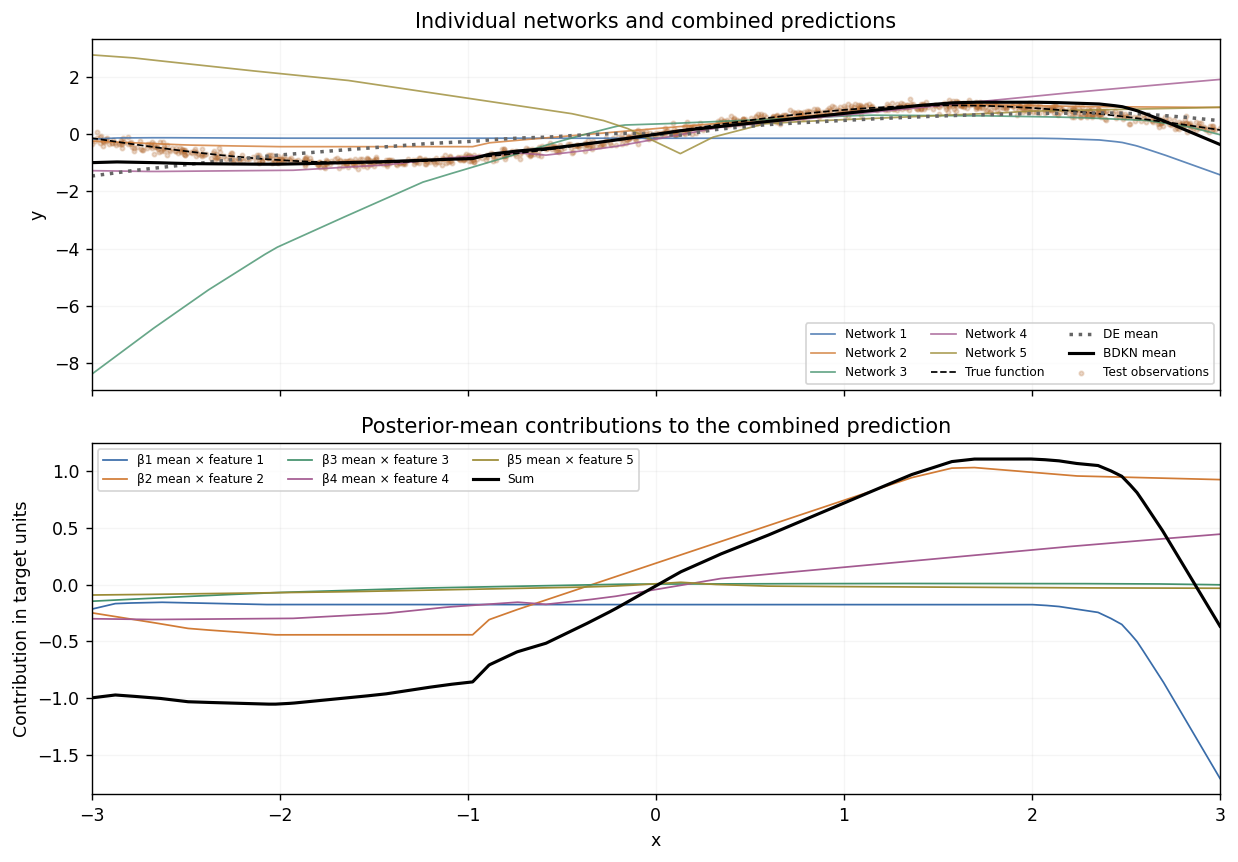 Individual networks and combined predictions
2
0
−2
−4
−6
−8
y
Network 1
Network 2
Network 3
Network 4
Network 5
True function
DE mean
BDKN mean
Test observations
Posterior-mean contributions to the combined prediction
β1 mean × feature 1
β2 mean × feature 2
β3 mean × feature 3
β4 mean × feature 4
β5 mean × feature 5
Sum
1.0
0.5
0.0
−0.5
−1.0
−1.5
Contribution in target units
−3
−2
−1
0
1
2
3
x